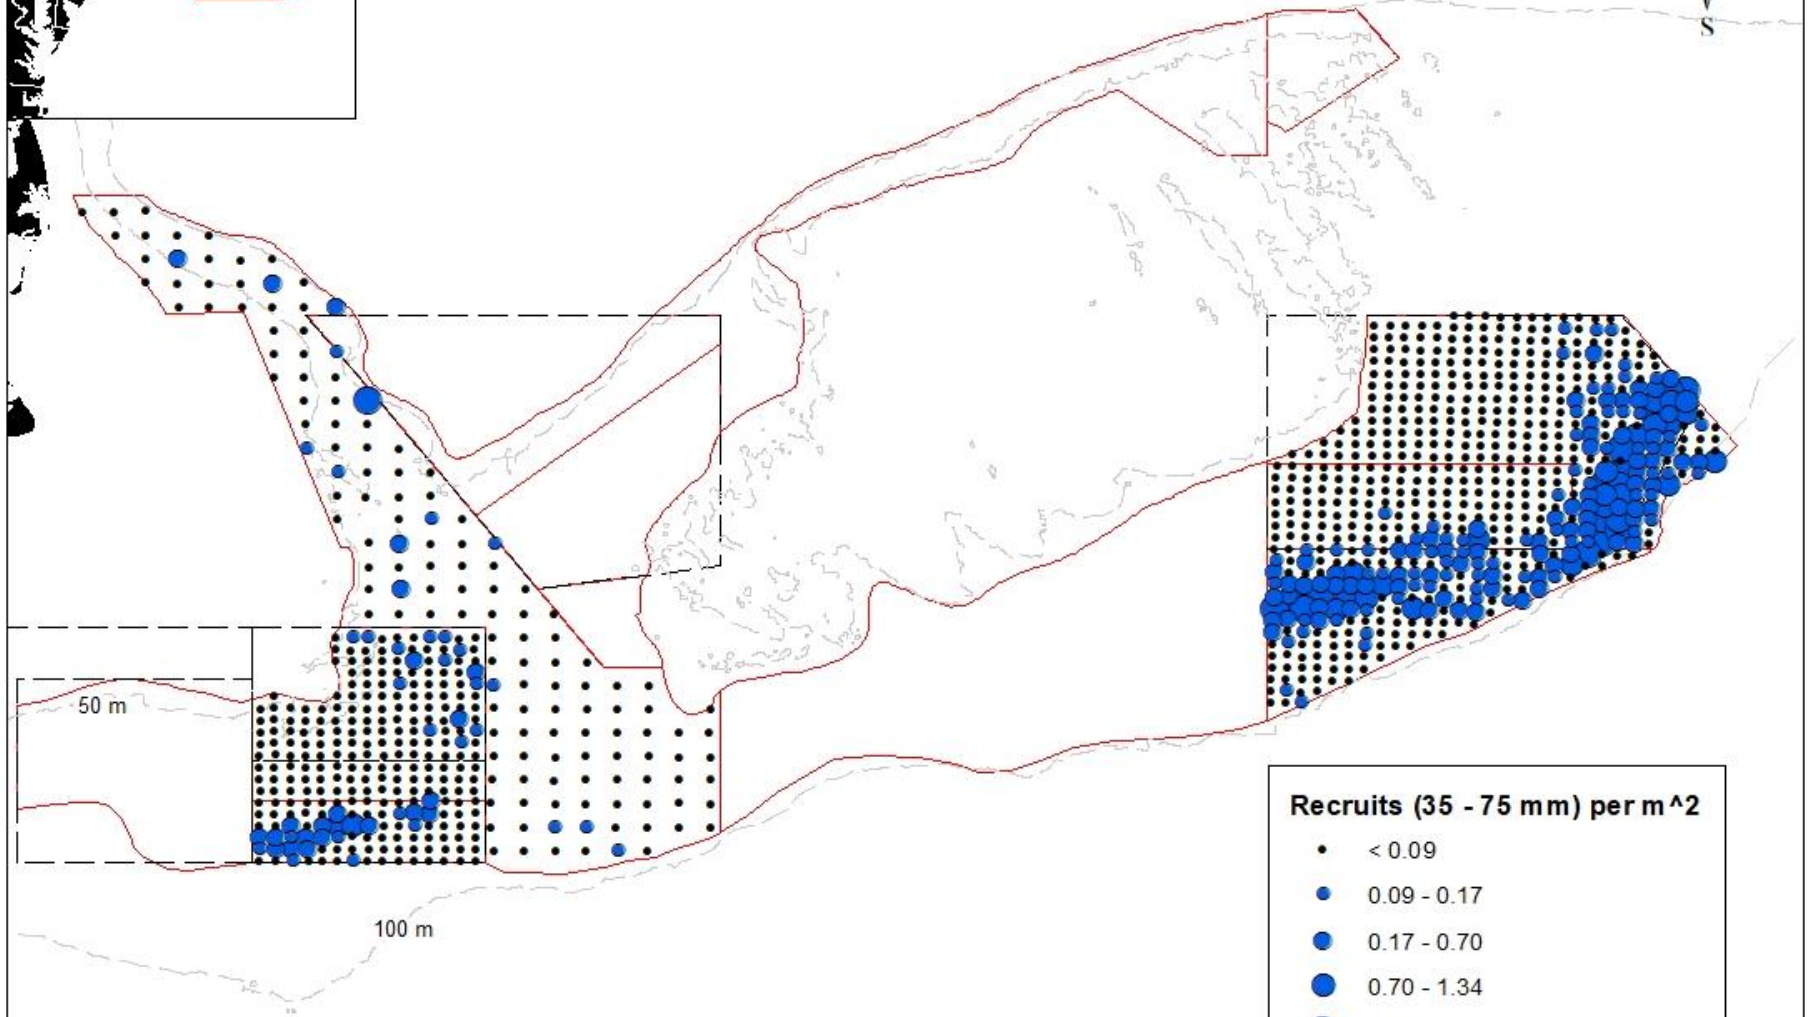 S
50 m
100 m
Recruits (35 - 75 mm) per m^2
< 0.09
0.09 - 0.17
0.17 - 0.70
0.70 - 1.34